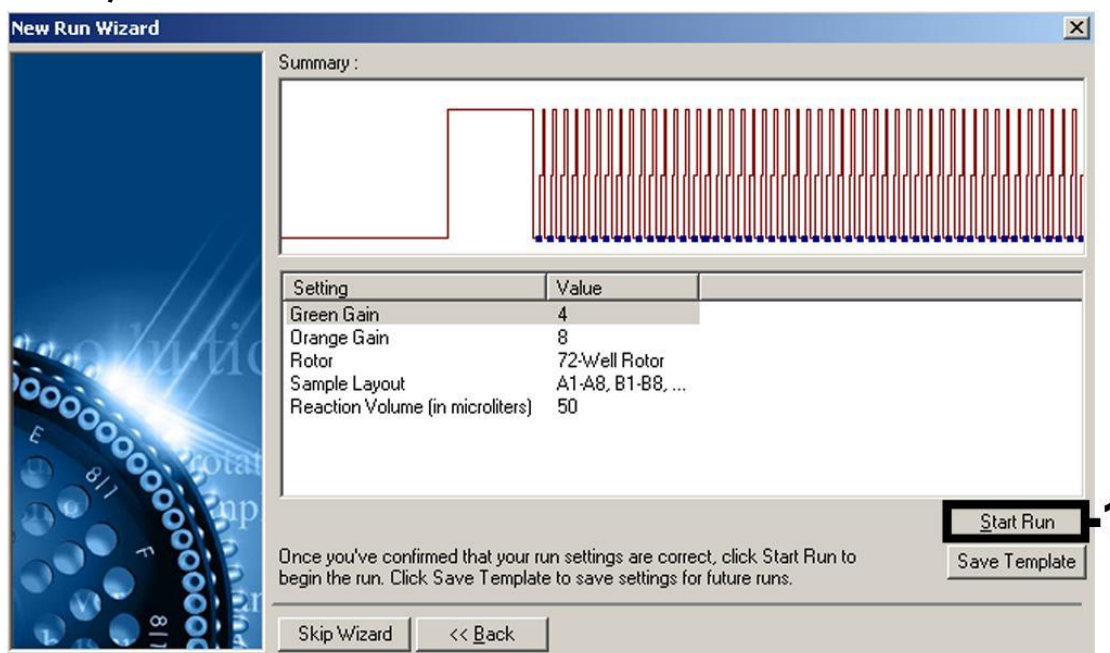 New Run Wizard
Summary :
Setting Value
Green Gain 4
Orange Gain 8
Rotor 72-Well Rotor
Sample Layout A1-A8, B1-B8, ...
Reaction Volume (in microliters) 50
Start Run
Once you've confirmed that your run settings are correct, click Start Run to
begin the run. Click Save Template to save settings for future runs.
Save Template
Skip Wizard << Back
E
8/1
F
8/1